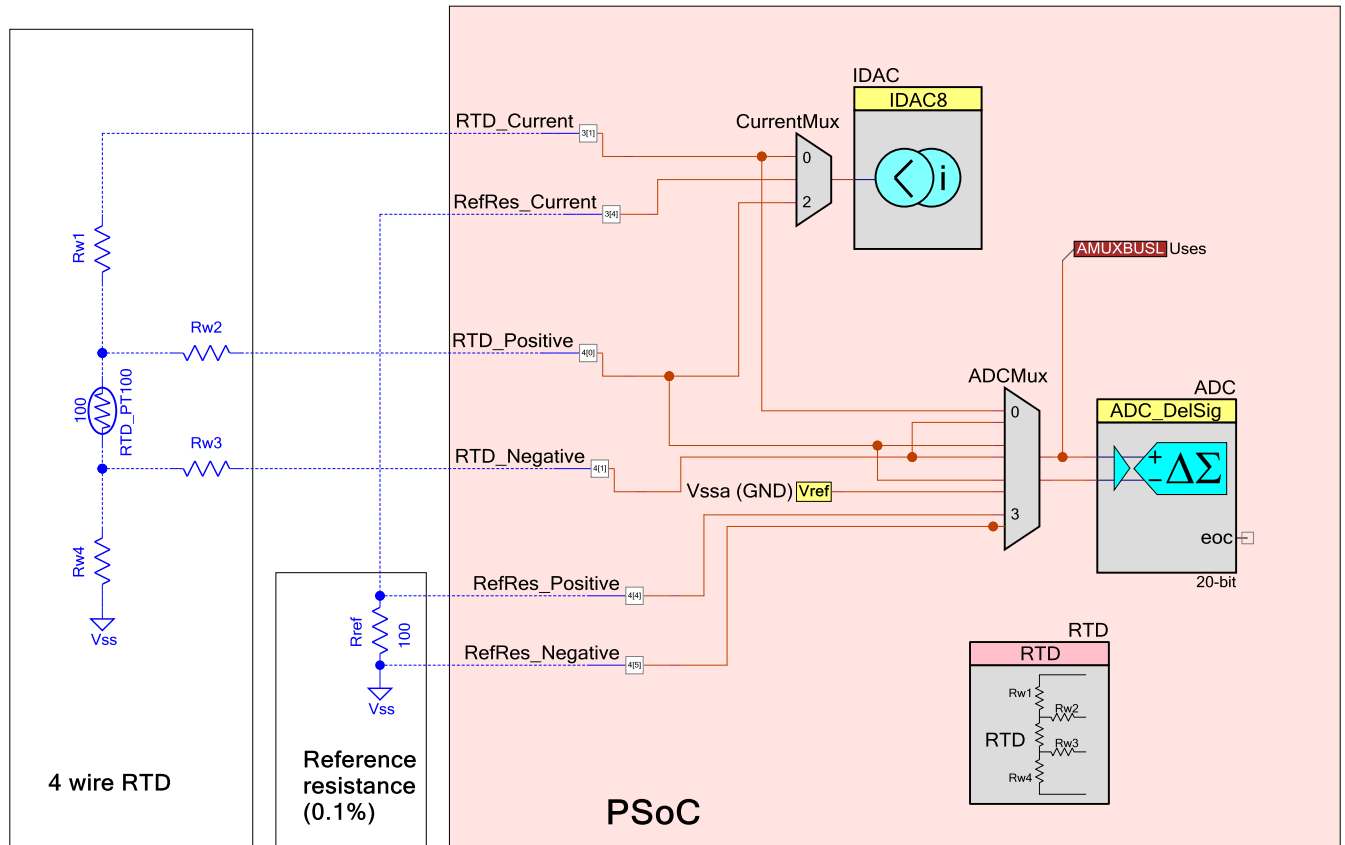 IDAC
IDAC8
i
CurrentMux
0
2
RTD_Current
3[1]
RefRes_Current
3[4]
AMUXBUSL Uses
Rw1
Rw2
RTD_Positive
4[0]
100
RTD_PT100
Rw3
RTD_Negative
4[1]
Vssa (GND) Vref
ADCMux
0
3
ADC
ADC_DelSig
+
−
ΔΣ
eoc
20-bit
Rw4
Vss
RefRes_Positive
4[4]
Rref
100
RefRes_Negative
4[5]
Vss
RTD
RTD
Rw1
Rw2
RTD
Rw3
Rw4
4 wire RTD
Reference
resistance
(0.1%)
PSoC